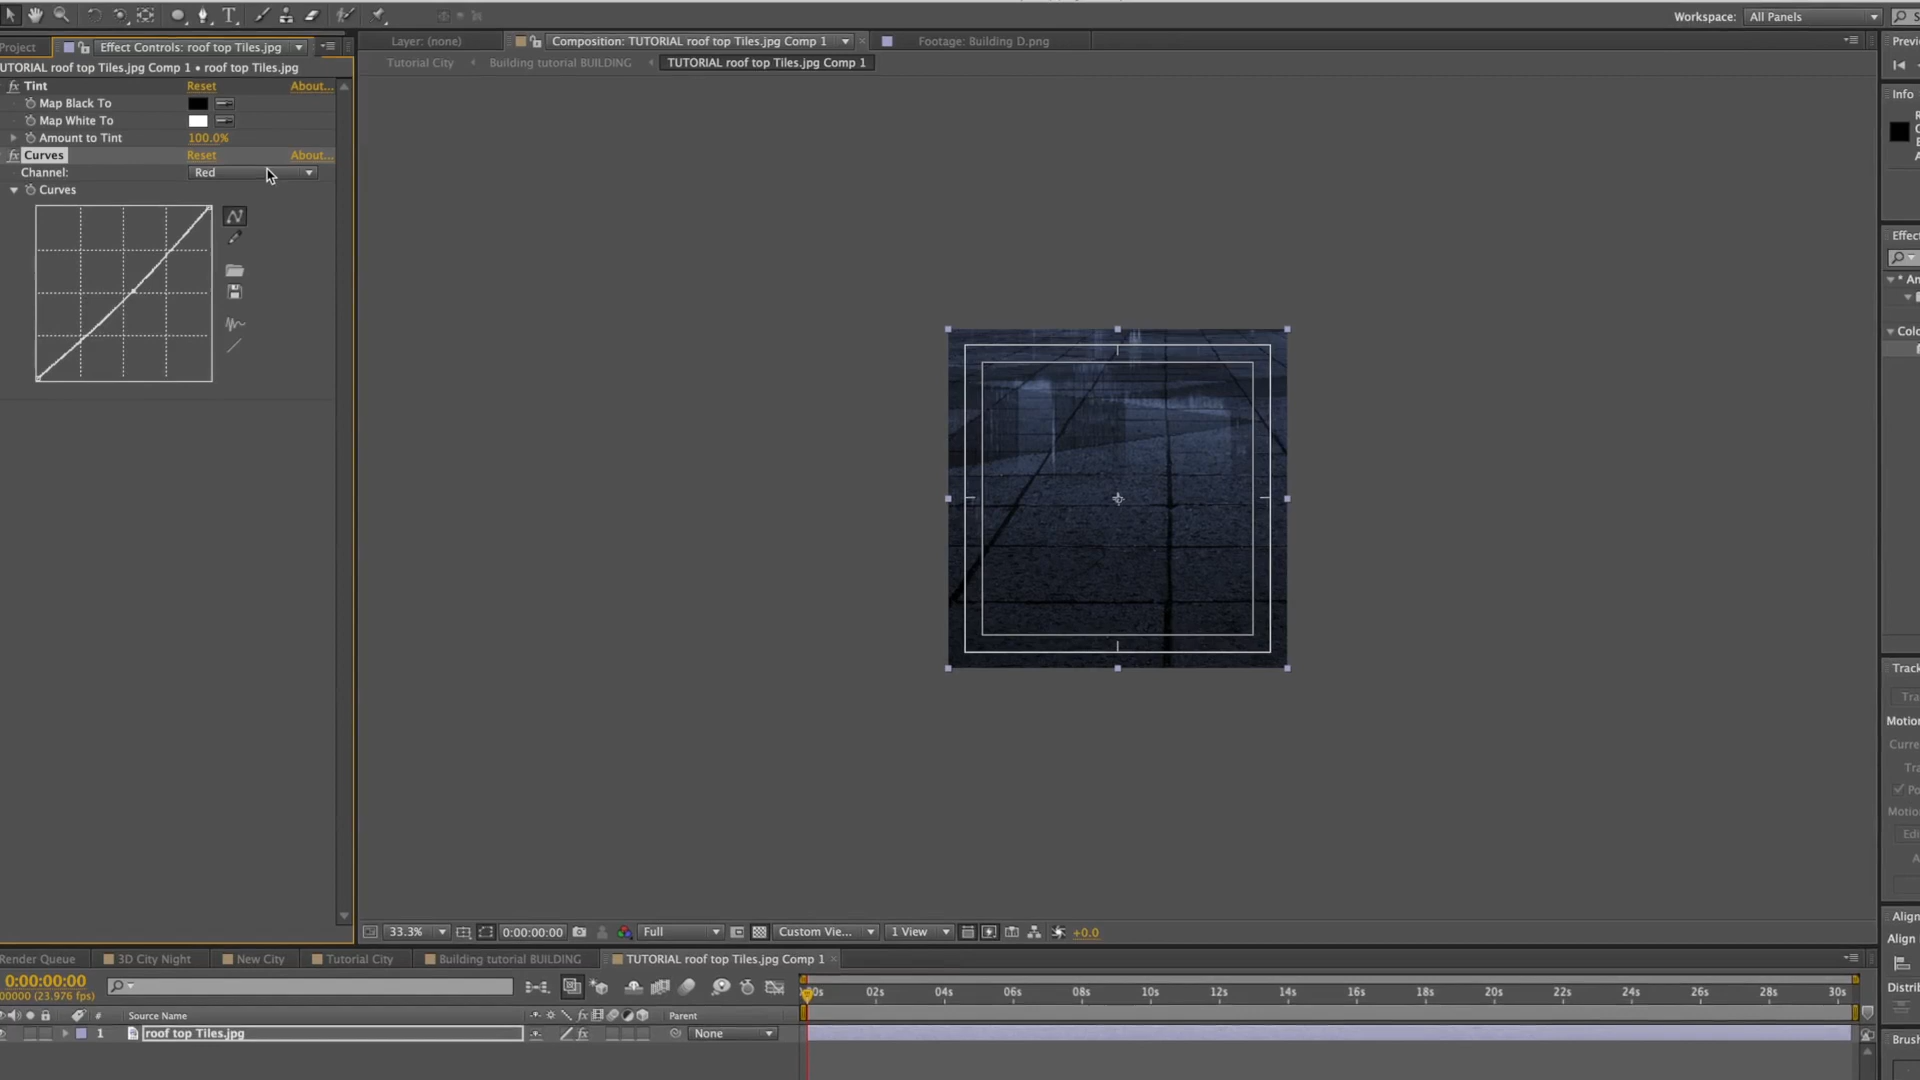 Workspace: All Panels
Project
Effect Controls: roof top Tiles.jpg
Layer: (none)
Composition: TUTORIAL roof top Tiles.jpg Comp 1
Footage: Building D.png
TUTORIAL roof top Tiles.jpg Comp 1 • roof top Tiles.jpg
Tutorial City
Building tutorial BUILDING
TUTORIAL roof top Tiles.jpg Comp 1
fx Tint Reset About...
Map Black To
Map White To
Amount to Tint 100.0%
fx Curves Reset About...
Channel: Red
Curves
Info
Align
Align
33.3% 0:00:00:00 Full Custom Vie... 1 View +0.0
Render Queue
3D City Night
New City
Tutorial City
Building tutorial BUILDING
TUTORIAL roof top Tiles.jpg Comp 1
0:00:00:00
00000 (23.976 fps)
02s 04s 06s 08s 10s 12s 14s 16s 18s 20s 22s 24s 26s 28s 30s
# Source Name fx Parent
1 roof top Tiles.jpg fx None